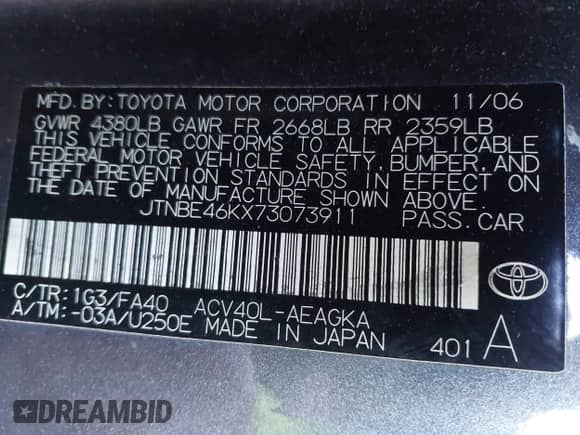 MFD. BY: TOYOTA MOTOR CORPORATION 11/06
GVWR 4380LB GAWR FR 2668LB RR 2359LB
THIS VEHICLE CONFORMS TO ALL APPLICABLE
FEDERAL MOTOR VEHICLE SAFETY, BUMPER, AND
THEFT PREVENTION STANDARDS IN EFFECT ON
THE DATE OF MANUFACTURE SHOWN ABOVE.
JTNBE46KX73073911 PASS. CAR
C/TR: 1G3/FA40 ACV40L-AEAGKA
A/TM: -03A/U250E MADE IN JAPAN
401 A
DREAMBID